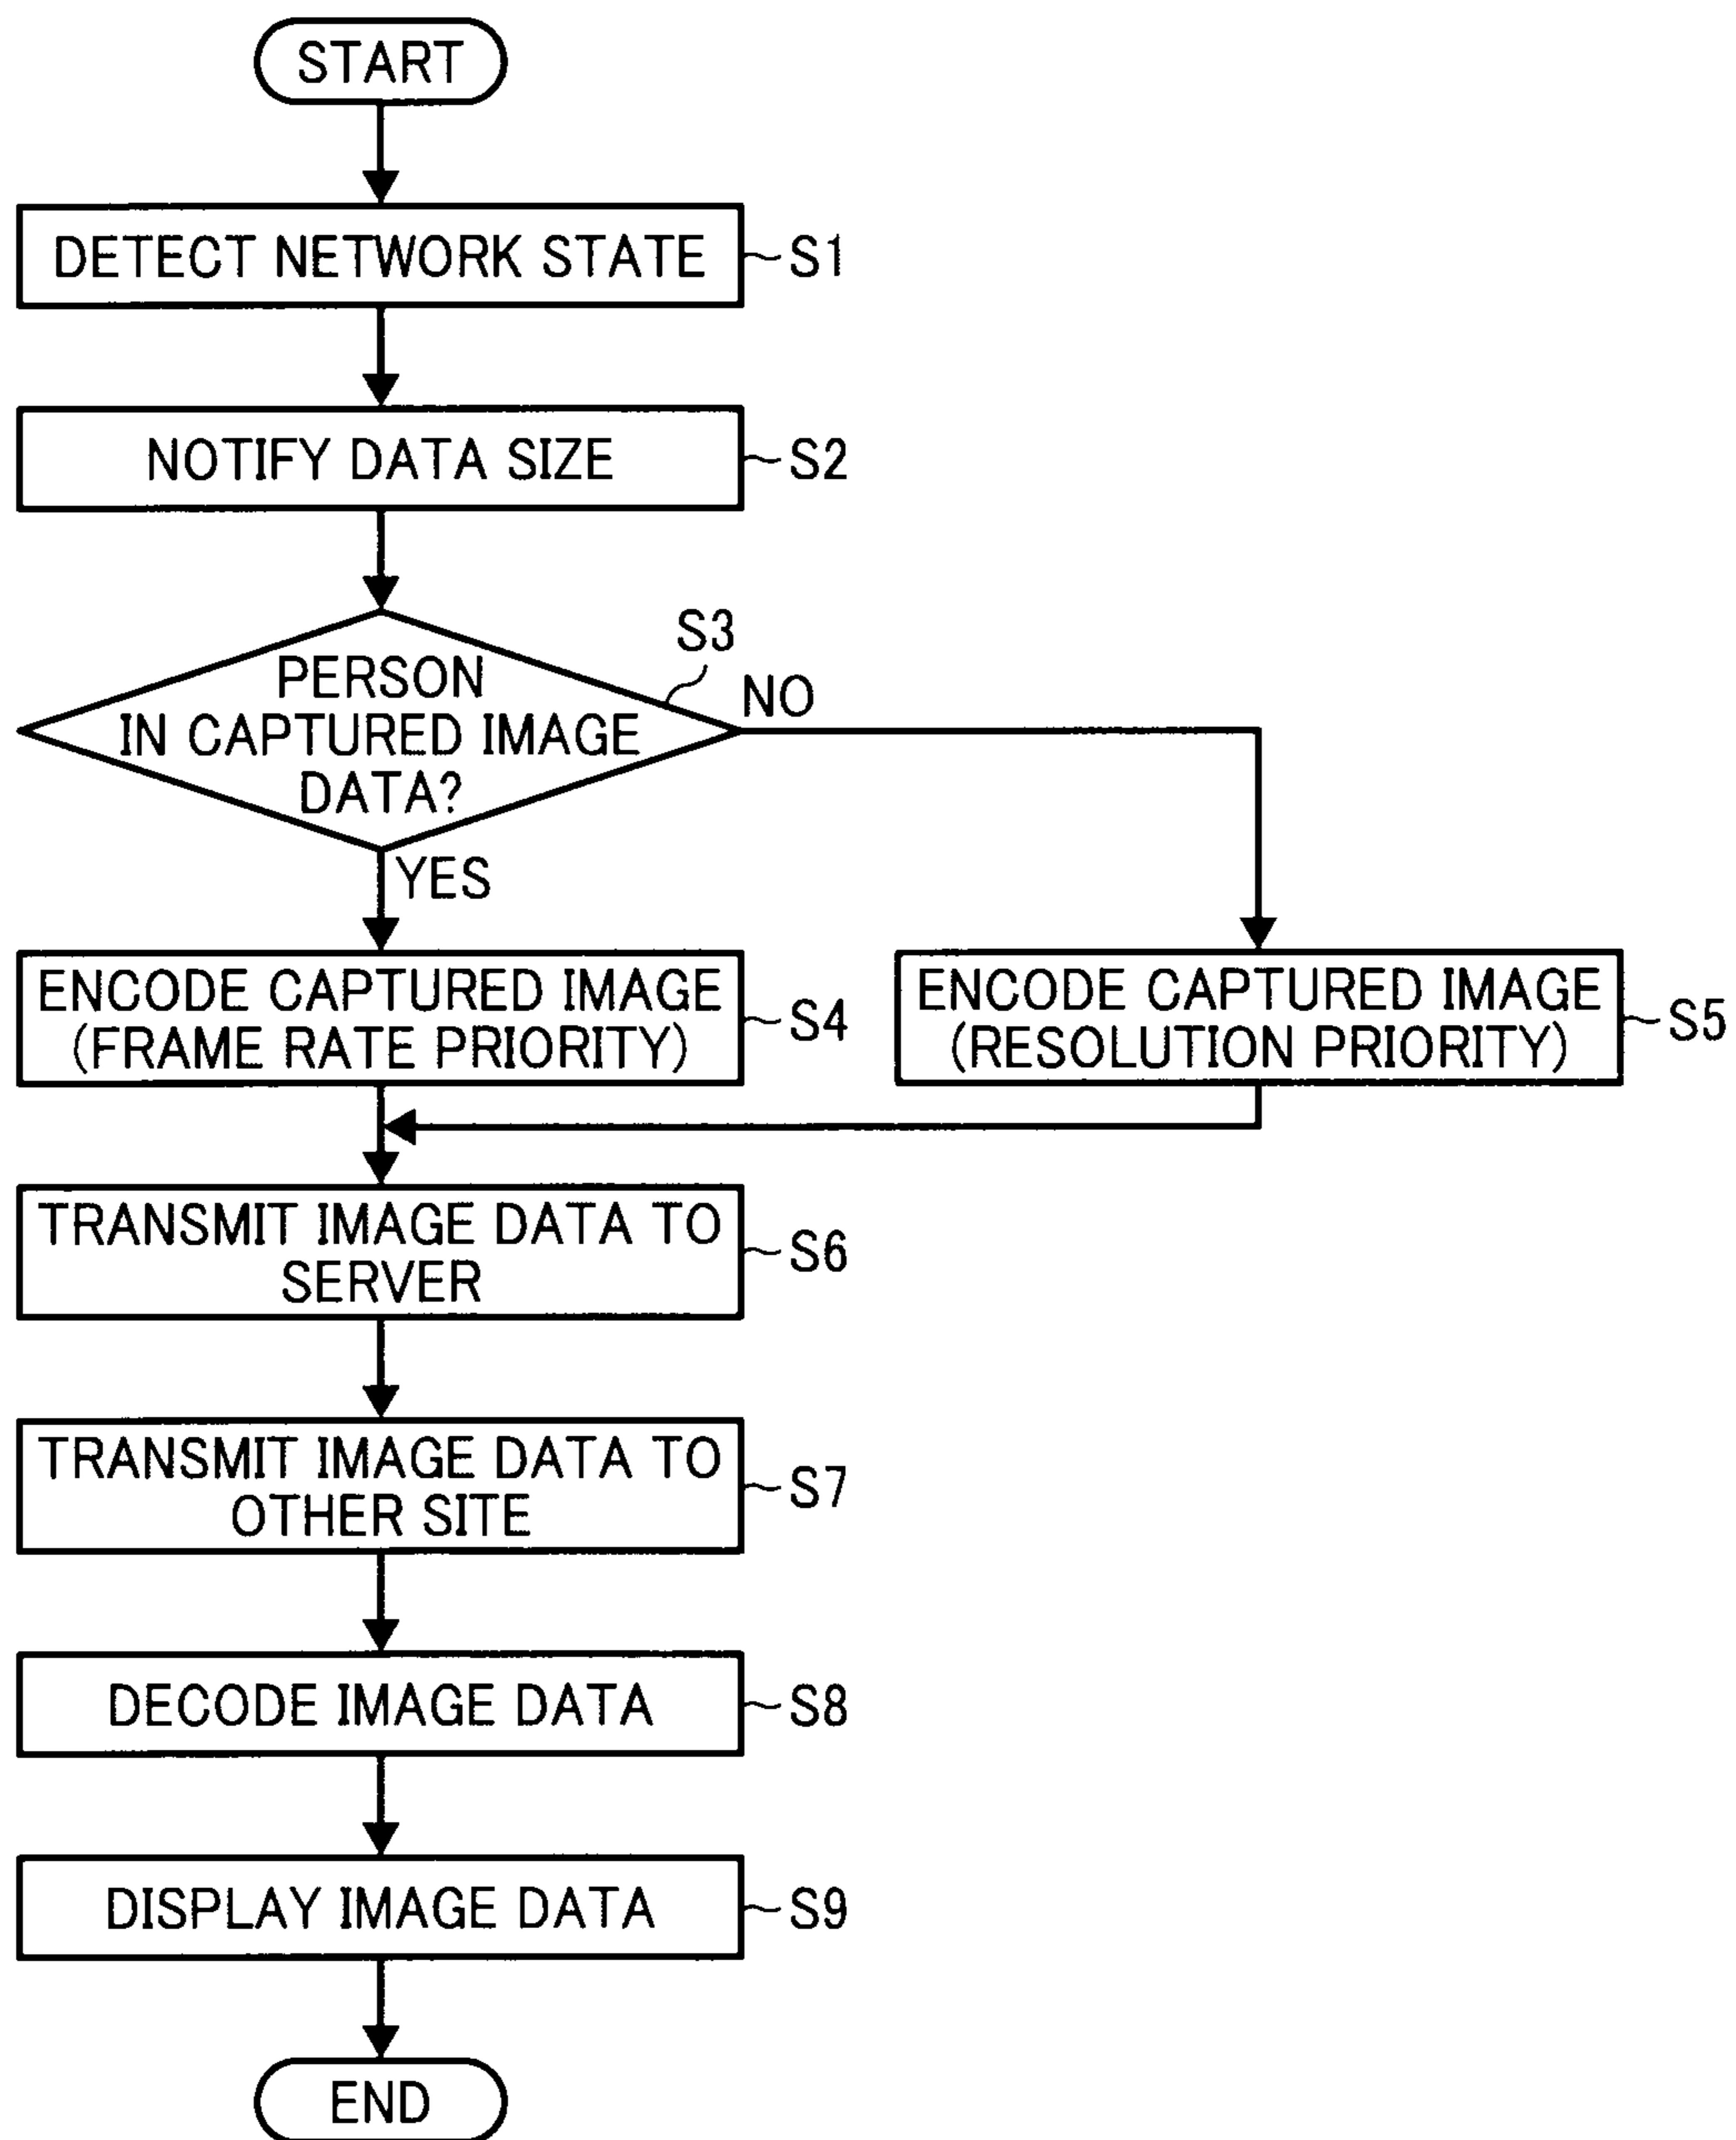 START
DETECT NETWORK STATE
S1
NOTIFY DATA SIZE
S2
S3
PERSON
IN CAPTURED IMAGE
DATA?
NO
YES
ENCODE CAPTURED IMAGE
(FRAME RATE PRIORITY)
S4
ENCODE CAPTURED IMAGE
(RESOLUTION PRIORITY)
S5
TRANSMIT IMAGE DATA TO
SERVER
S6
TRANSMIT IMAGE DATA TO
OTHER SITE
S7
DECODE IMAGE DATA
S8
DISPLAY IMAGE DATA
S9
END